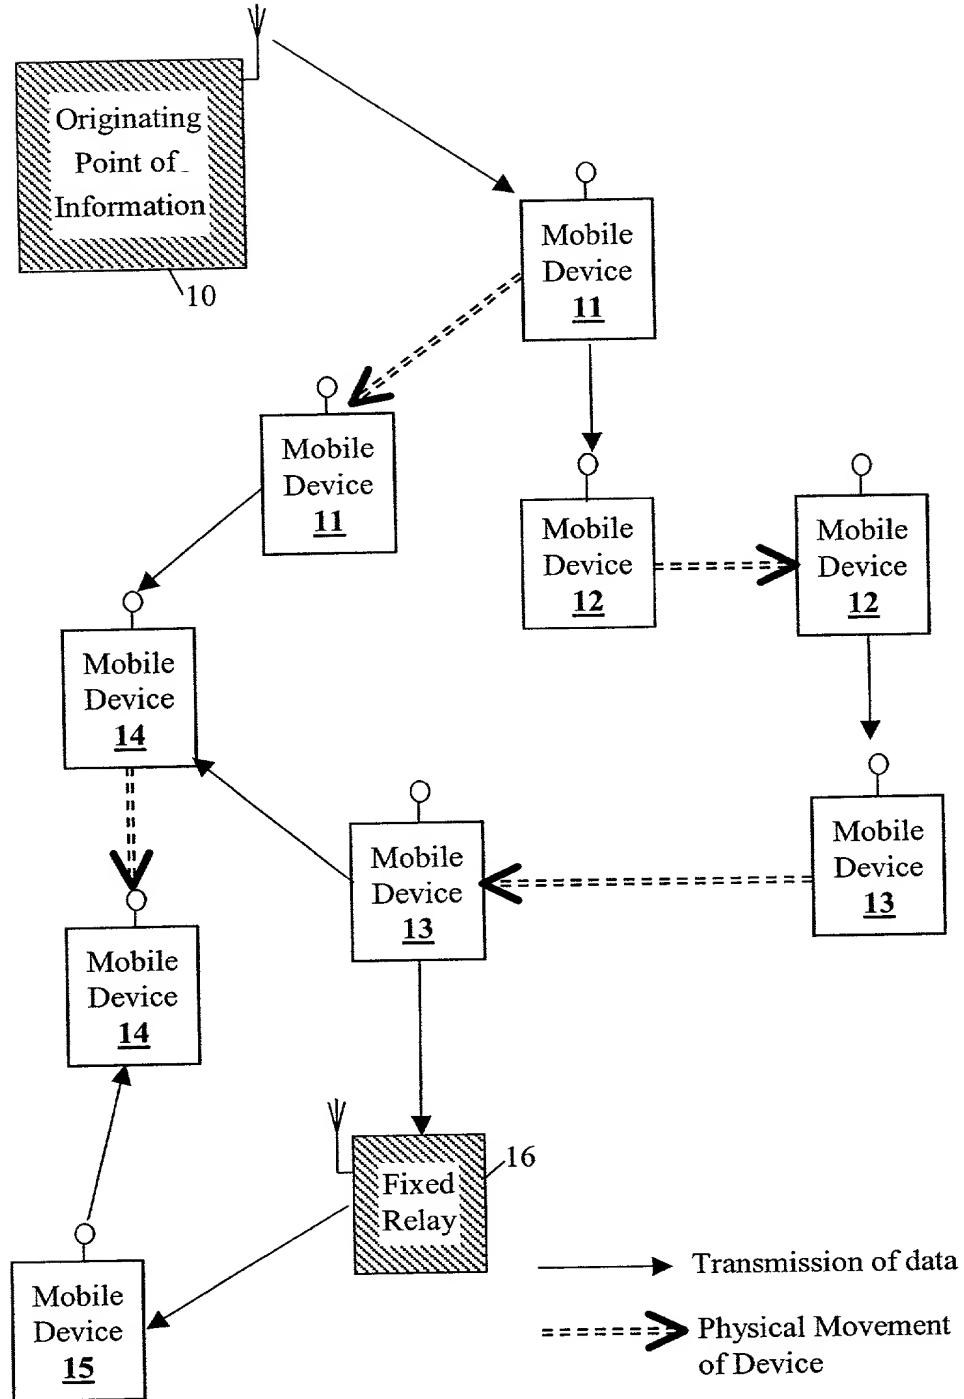 Originating
Point of
Information
10
Mobile
Device
11
Mobile
Device
11
Mobile
Device
12
Mobile
Device
12
Mobile
Device
14
Mobile
Device
13
Mobile
Device
13
Mobile
Device
14
Fixed
Relay
16
Mobile
Device
15
Transmission of data
Physical Movement
of Device